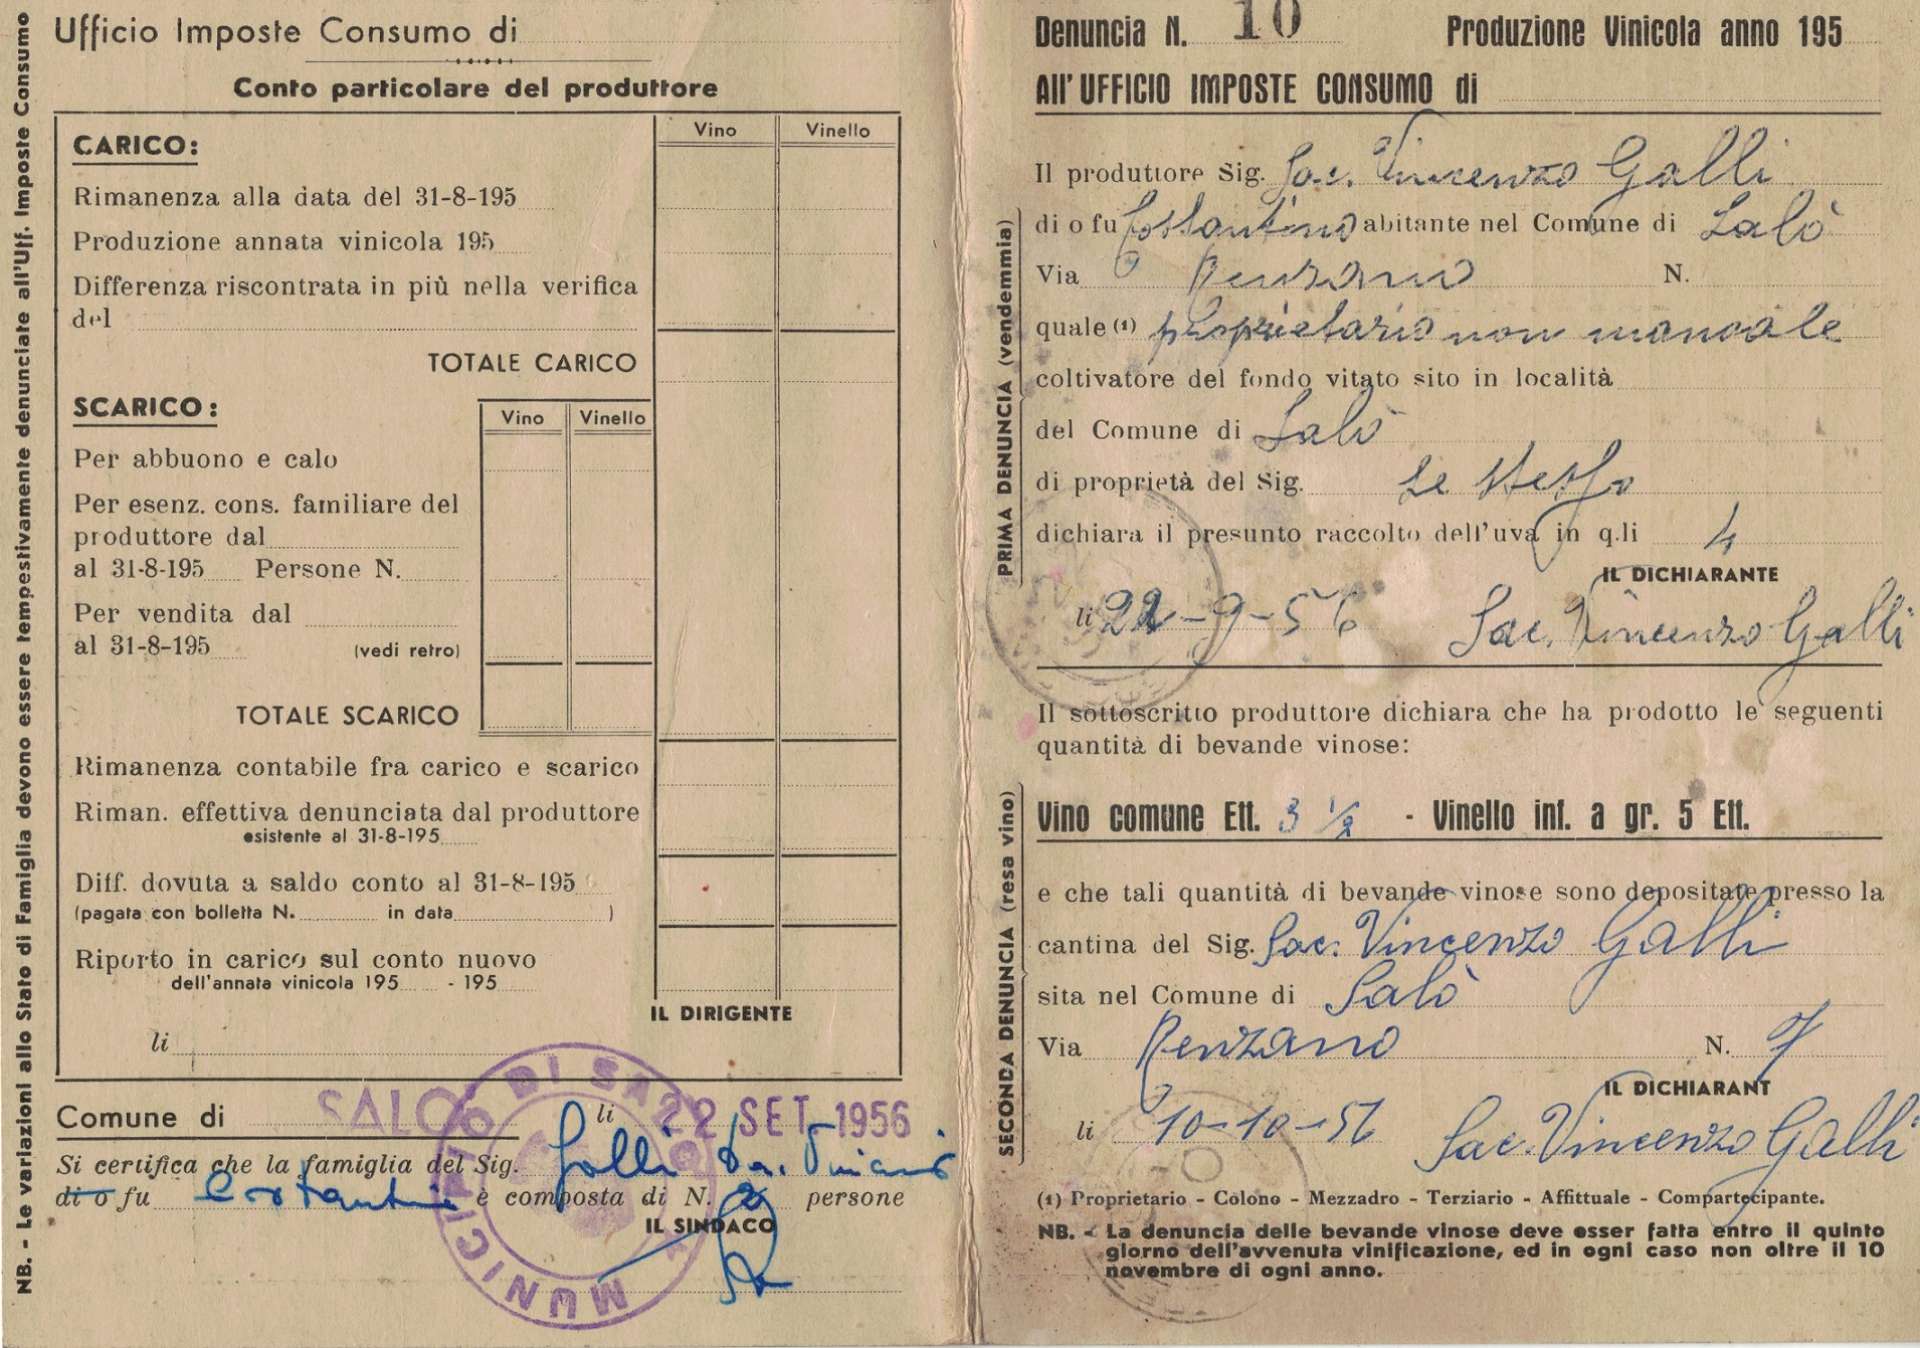 NB. - Le variazioni allo Stato di Famiglia devono essere tempestivamente denunciate all'Uff. Imposte Consumo
Ufficio Imposte Consumo di
Conto particolare del produttore
Vino Vinello
CARICO:
Rimanenza alla data del 31-8-195
Produzione annata vinicola 195
Differenza riscontrata in più nella verifica
del
TOTALE CARICO
SCARICO:
Vino Vinello
Per abbuono e calo
Per esenz. cons. familiare del
produttore dal
al 31-8-195 Persone N.
Per vendita dal
al 31-8-195 (vedi retro)
TOTALE SCARICO
Rimanenza contabile fra carico e scarico
Riman. effettiva denunciata dal produttore
esistente al 31-8-195
Diff. dovuta a saldo conto al 31-8-195
(pagata con bolletta N. in data )
Riporto in carico sul conto nuovo
dell'annata vinicola 195 - 195
IL DIRIGENTE
li
Comune di SALO' li 22 SET. 1956
Si certifica che la famiglia del Sig. Galli Don Vincenzo
di o fu Costantino è composta di N. 2 persone
IL SINDACO
MUNICIPIO DI SALO'
Denuncia N. 10 Produzione Vinicola anno 195
All'UFFICIO IMPOSTE CONSUMO di
PRIMA DENUNCIA (vendemmia)
Il produttore Sig. Sac. Vincenzo Galli
di o fu Costantino abitante nel Comune di Salò
Via Renzano N.
quale (1) proprietario non manuale
coltivatore del fondo vitato sito in località
del Comune di Salò
di proprietà del Sig. se stesso
dichiara il presunto raccolto dell'uva in q.li 4
IL DICHIARANTE
li 22-9-56 Sac. Vincenzo Galli
Il sottoscritto produttore dichiara che ha prodotto le seguenti
quantità di bevande vinose:
SECONDA DENUNCIA (resa vino)
Vino comune Ett. 3 1/2 - Vinello inf. a gr. 5 Ett.
e che tali quantità di bevande vinose sono depositate presso la
cantina del Sig. Sac. Vincenzo Galli
sita nel Comune di Salò
Via Renzano N. 7
IL DICHIARANT
li 10-10-56 Sac. Vincenzo Galli
(1) Proprietario - Colono - Mezzadro - Terziario - Affittuale - Compartecipante.
NB. - La denuncia delle bevande vinose deve esser fatta entro il quinto
giorno dell'avvenuta vinificazione, ed in ogni caso non oltre il 10
novembre di ogni anno.